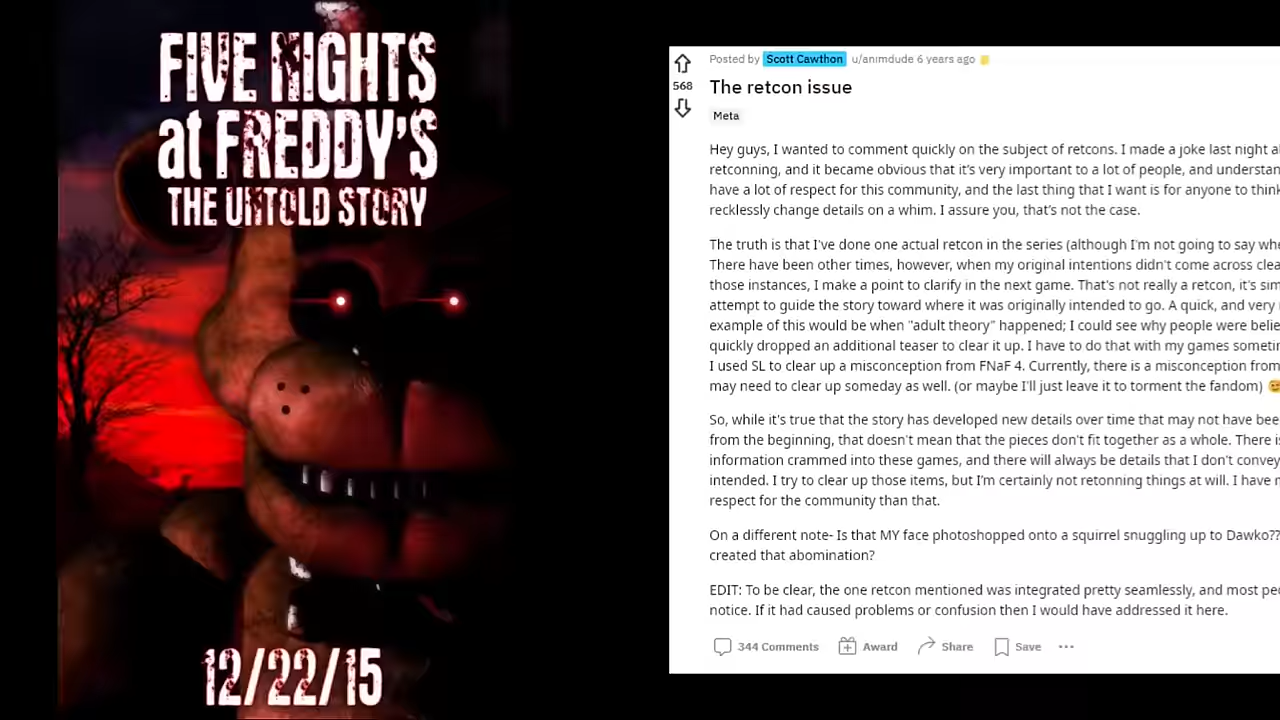 FIVE NIGHTS
at FREDDY'S
THE UNTOLD STORY
12/22/15
Posted by Scott Cawthon u/animdude 6 years ago
568
The retcon issue
Meta
Hey guys, I wanted to comment quickly on the subject of retcons. I made a joke last night a
retconning, and it became obvious that it's very important to a lot of people, and understan
have a lot of respect for this community, and the last thing that I want is for anyone to think
recklessly change details on a whim. I assure you, that's not the case.
The truth is that I've done one actual retcon in the series (although I'm not going to say whe
There have been other times, however, when my original intentions didn't come across clea
those instances, I make a point to clarify in the next game. That's not really a retcon, it's sim
attempt to guide the story toward where it was originally intended to go. A quick, and very
example of this would be when "adult theory" happened; I could see why people were belie
quickly dropped an additional teaser to clear it up. I have to do that with my games sometin
I used SL to clear up a misconception from FNaF 4. Currently, there is a misconception from
may need to clear up someday as well. (or maybe I'll just leave it to torment the fandom)
So, while it's true that the story has developed new details over time that may not have bee
from the beginning, that doesn't mean that the pieces don't fit together as a whole. There is
information crammed into these games, and there will always be details that I don't convey
intended. I try to clear up those items, but I'm certainly not retonning things at will. I have
respect for the community than that.
On a different note- Is that MY face photoshopped onto a squirrel snuggling up to Dawko??
created that abomination?
EDIT: To be clear, the one retcon mentioned was integrated pretty seamlessly, and most peo
notice. If it had caused problems or confusion then I would have addressed it here.
344 Comments Award Share Save